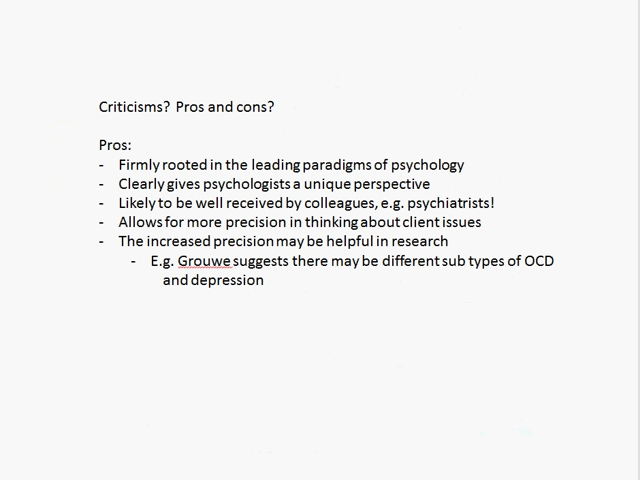 Criticisms? Pros and cons?
Pros:
- Firmly rooted in the leading paradigms of psychology
- Clearly gives psychologists a unique perspective
- Likely to be well received by colleagues, e.g. psychiatrists!
- Allows for more precision in thinking about client issues
- The increased precision may be helpful in research
- E.g. Grouwe suggests there may be different sub types of OCD
and depression